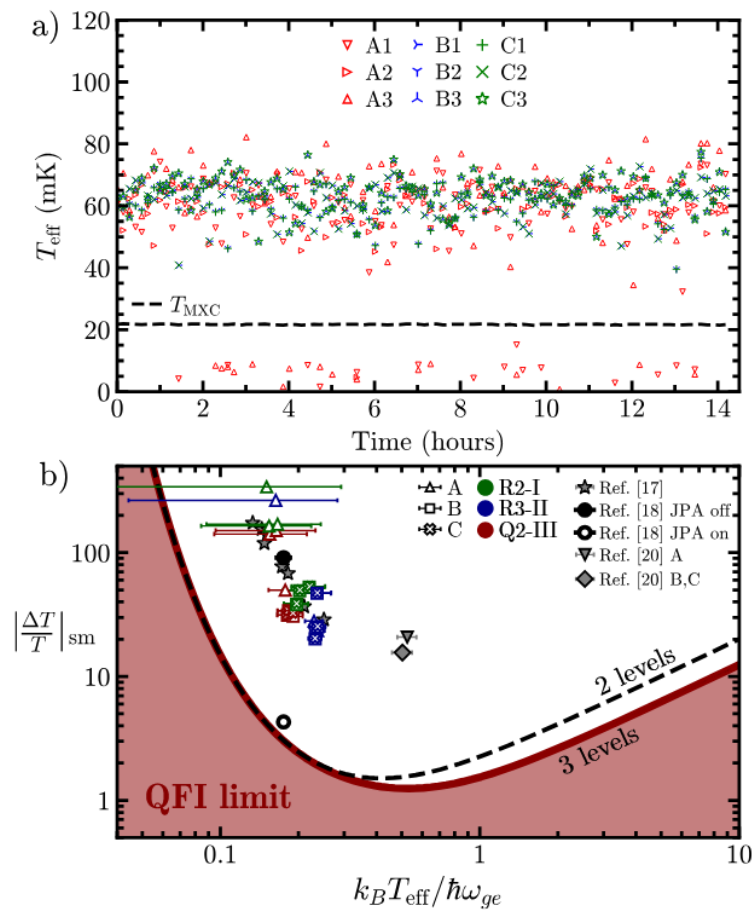 a)
120
100
80
60
40
20
0
T_eff (mK)
A1 B1 C1
A2 B2 C2
A3 B3 C3
T_MXC
0 2 4 6 8 10 12 14
Time (hours)
b)
100
10
1
|ΔT/T|_sm
A R2-I Ref. [17]
B R3-II Ref. [18] JPA off
C Q2-III Ref. [18] JPA on
Ref. [20] A
Ref. [20] B,C
2 levels
3 levels
QFI limit
0.1 1 10
k_B T_eff/ℏω_ge